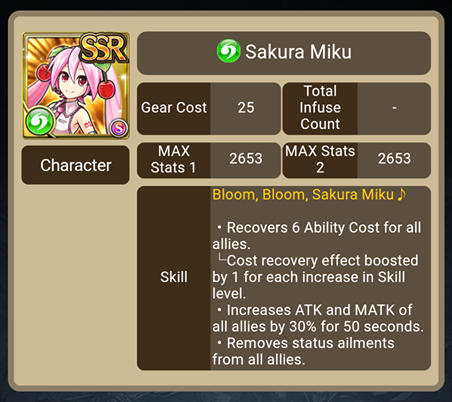 SSR
S
Character
Sakura Miku
Gear Cost
25
Total
Infuse
Count
-
MAX
Stats 1
2653
MAX Stats
2
2653
Skill
Bloom, Bloom, Sakura Miku♪
・Recovers 6 Ability Cost for all
allies.
└Cost recovery effect boosted
by 1 for each increase in Skill
level.
・Increases ATK and MATK of
all allies by 30% for 50 seconds.
・Removes status ailments
from all allies.